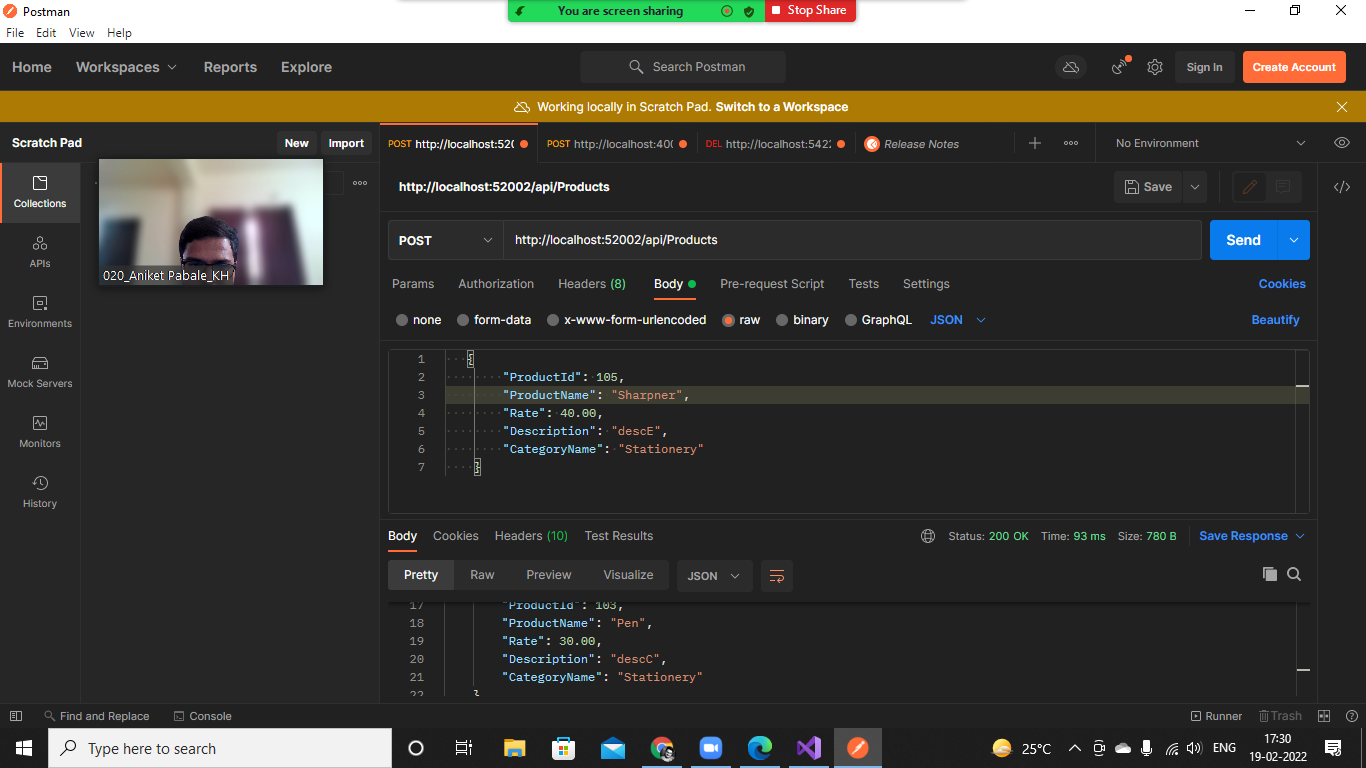 Postman
You are screen sharing
Stop Share
File Edit View Help
Home Workspaces Reports Explore
Search Postman
Sign In
Create Account
Working locally in Scratch Pad. Switch to a Workspace
Scratch Pad
New
Import
POST http://localhost:520
POST http://localhost:400
DEL http://localhost:542
Release Notes
No Environment
Collections
APIs
Environments
Mock Servers
Monitors
History
020_Aniket Pabale_KH
http://localhost:52002/api/Products
Save
POST
http://localhost:52002/api/Products
Send
Params Authorization Headers (8) Body Pre-request Script Tests Settings
Cookies
none form-data x-www-form-urlencoded raw binary GraphQL JSON
Beautify
1 {
2 "ProductId": 105,
3 "ProductName": "Sharpner",
4 "Rate": 40.00,
5 "Description": "descE",
6 "CategoryName": "Stationery"
7 }
Body Cookies Headers (10) Test Results
Status: 200 OK Time: 93 ms Size: 780 B
Save Response
Pretty Raw Preview Visualize JSON
17 "ProductId": 103,
18 "ProductName": "Pen",
19 "Rate": 30.00,
20 "Description": "descC",
21 "CategoryName": "Stationery"
22 }
Find and Replace Console
Runner Trash
Type here to search
25°C
ENG
17:30
19-02-2022